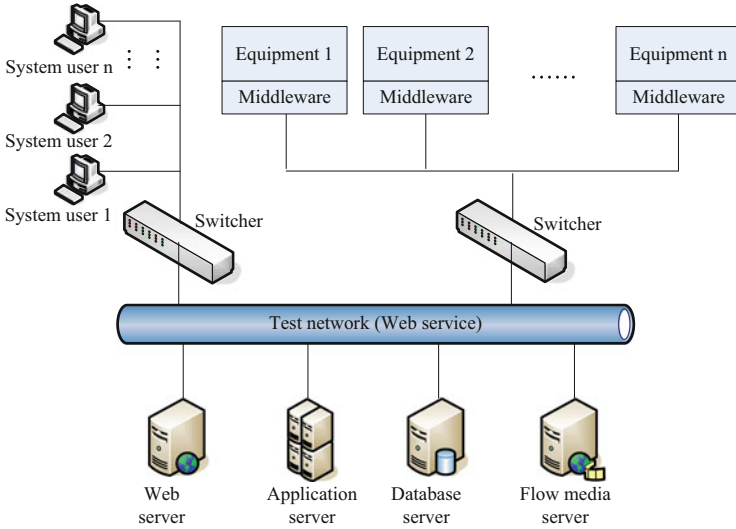 System user n
System user 2
System user 1
Equipment 1
Middleware
Equipment 2
Middleware
......
Equipment n
Middleware
Switcher
Switcher
Test network (Web service)
Web
server
Application
server
Database
server
Flow media
server